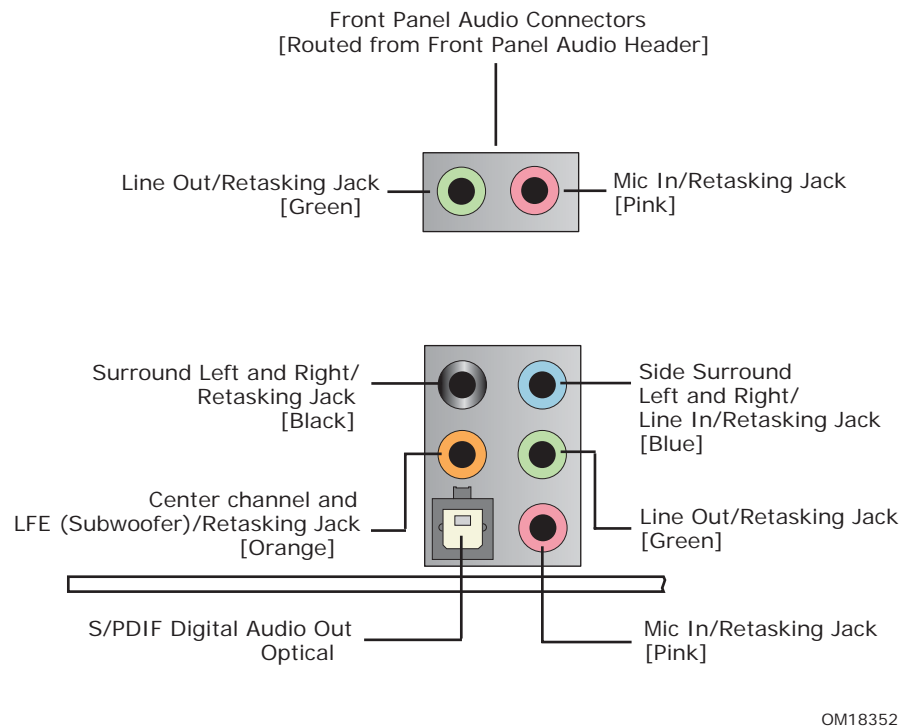 Front Panel Audio Connectors
[Routed from Front Panel Audio Header]
Line Out/Retasking Jack
[Green]
Mic In/Retasking Jack
[Pink]
Surround Left and Right/
Retasking Jack
[Black]
Side Surround
Left and Right/
Line In/Retasking Jack
[Blue]
Center channel and
LFE (Subwoofer)/Retasking Jack
[Orange]
Line Out/Retasking Jack
[Green]
S/PDIF Digital Audio Out
Optical
Mic In/Retasking Jack
[Pink]
OM18352